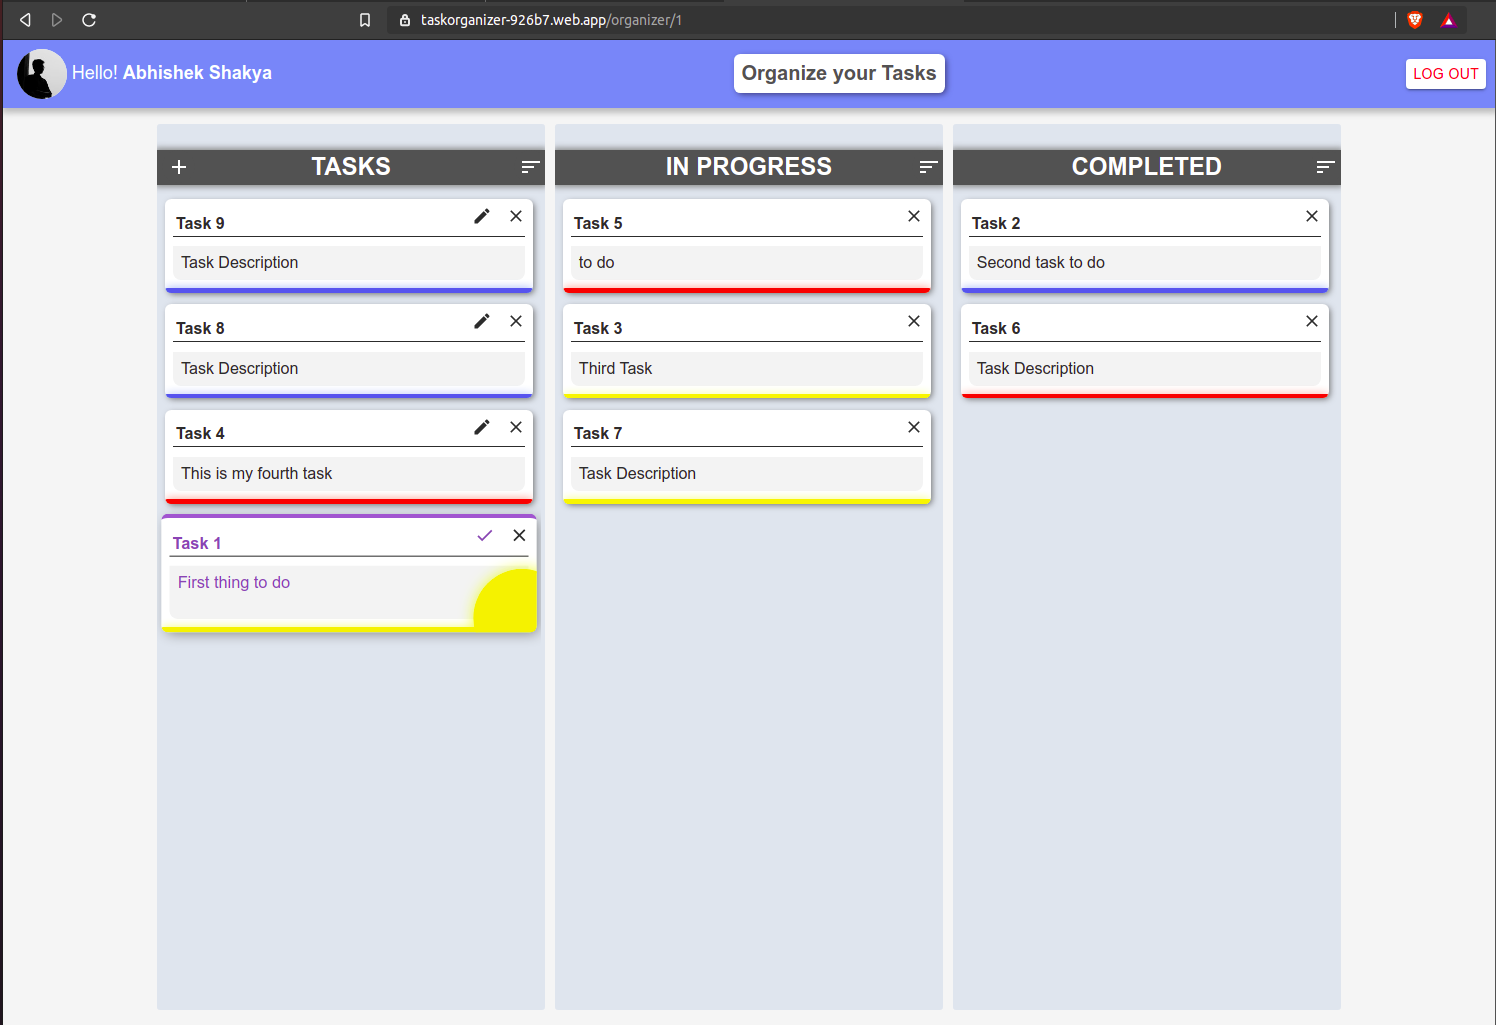 taskorganizer-926b7.web.app/organizer/1
Hello! Abhishek Shakya
Organize your Tasks
LOG OUT
TASKS
Task 9
Task Description
Task 8
Task Description
Task 4
This is my fourth task
Task 1
First thing to do
IN PROGRESS
Task 5
to do
Task 3
Third Task
Task 7
Task Description
COMPLETED
Task 2
Second task to do
Task 6
Task Description